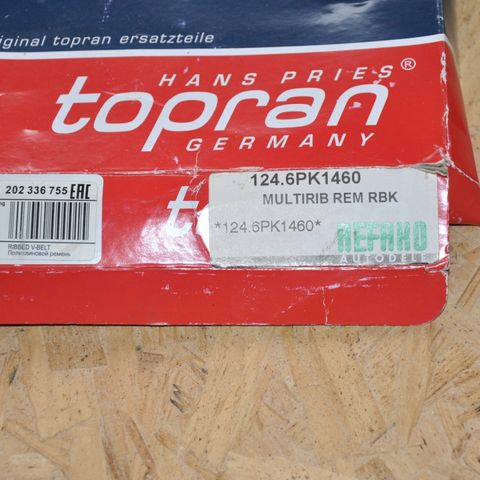 iginal topran ersatzteile
HANS PRIES
topran®
GERMANY
202 336 755 EAC
RIBBED V-BELT
Поликлиновой ремень
124.6PK1460
MULTIRIB REM RBK
*124.6PK1460*
AEFAKO
AUTODELE